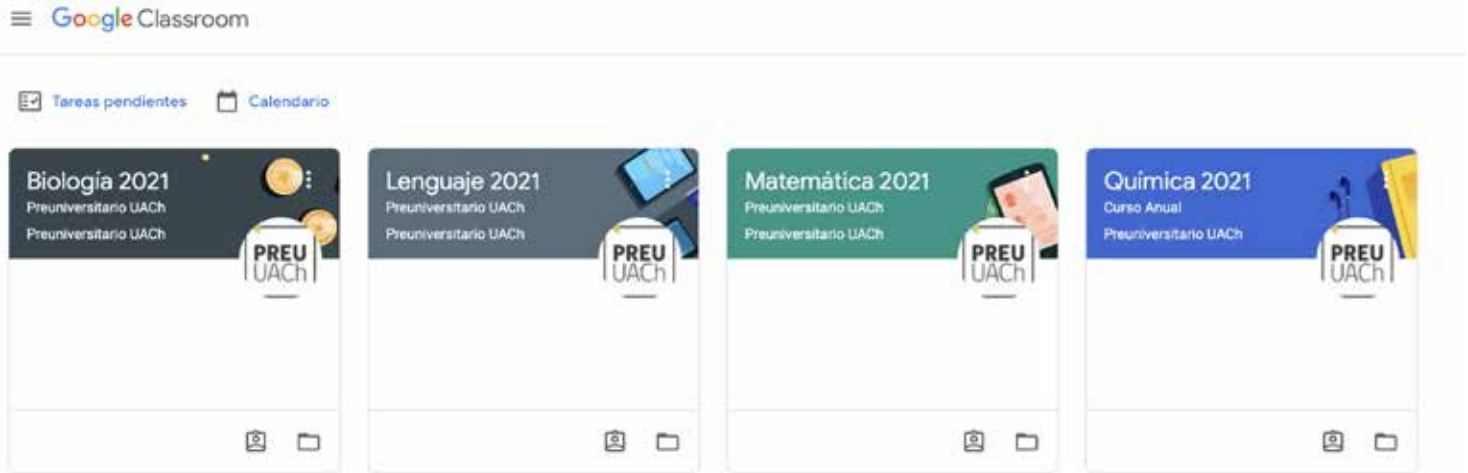 Google Classroom
Tareas pendientes
Calendario
Biología 2021
Preuniversitario UACh
Preuniversitario UACh
PREU
UACh
Lenguaje 2021
Preuniversitario UACh
Preuniversitario UACh
PREU
UACh
Matemática 2021
Preuniversitario UACh
Preuniversitario UACh
PREU
UACh
Química 2021
Curso Anual
Preuniversitario UACh
PREU
UACh